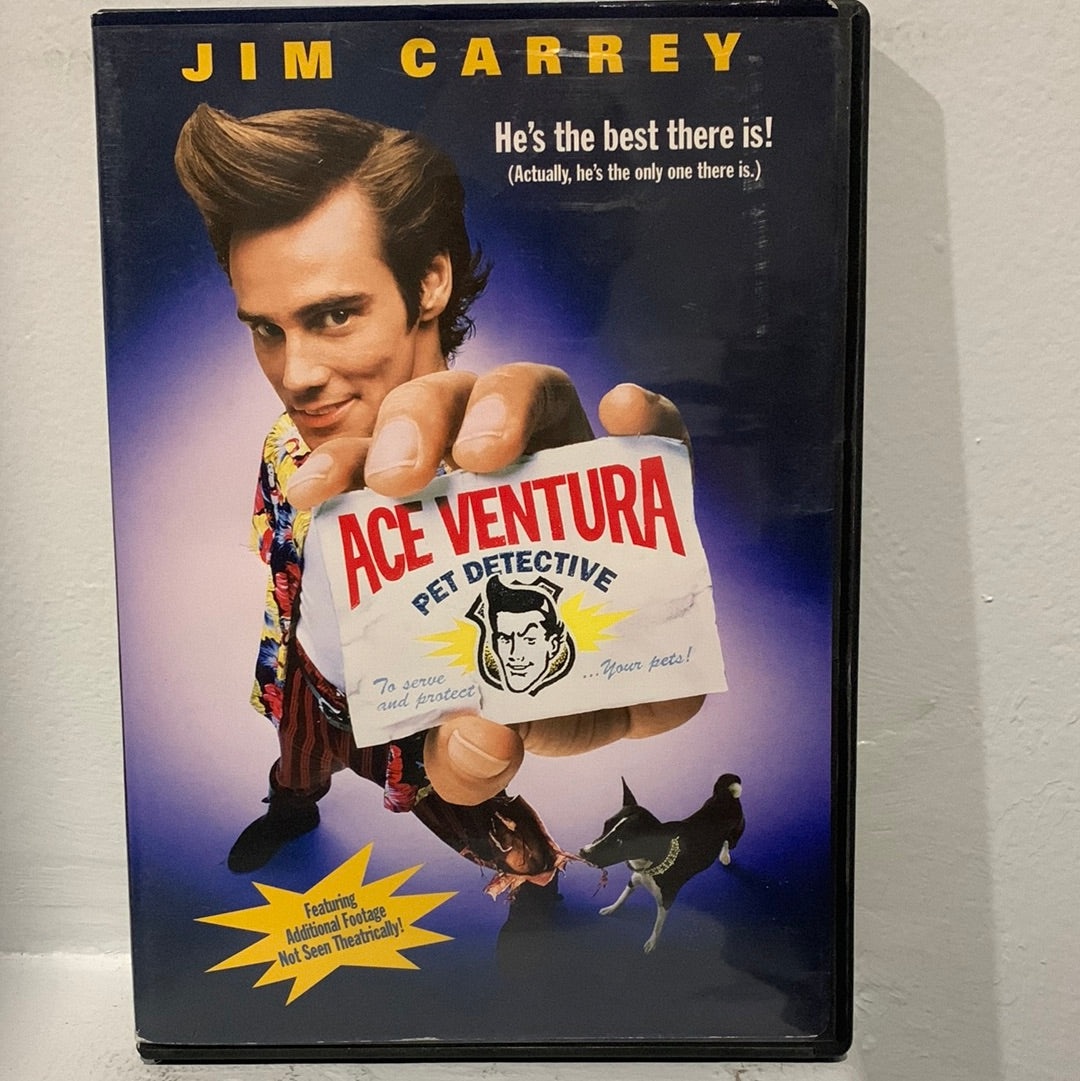 JIM CARREY
He's the best there is!
(Actually, he's the only one there is.)
ACE VENTURA
PET DETECTIVE
To serve
and protect
...Your pets!
Featuring
Additional Footage
Not Seen Theatrically!